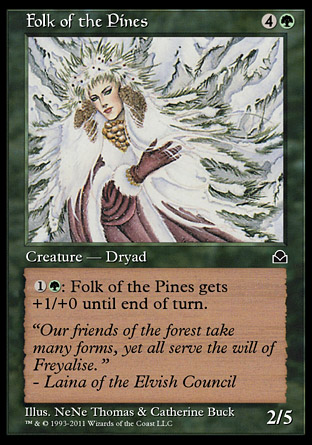 Folk of the Pines 4
Creature — Dryad
1 : Folk of the Pines gets
+1/+0 until end of turn.
“Our friends of the forest take
many forms, yet all serve the will of
Freyalise.”
- Laina of the Elvish Council
Illus. NeNe Thomas & Catherine Buck
™ & © 1993-2011 Wizards of the Coast LLC
2/5